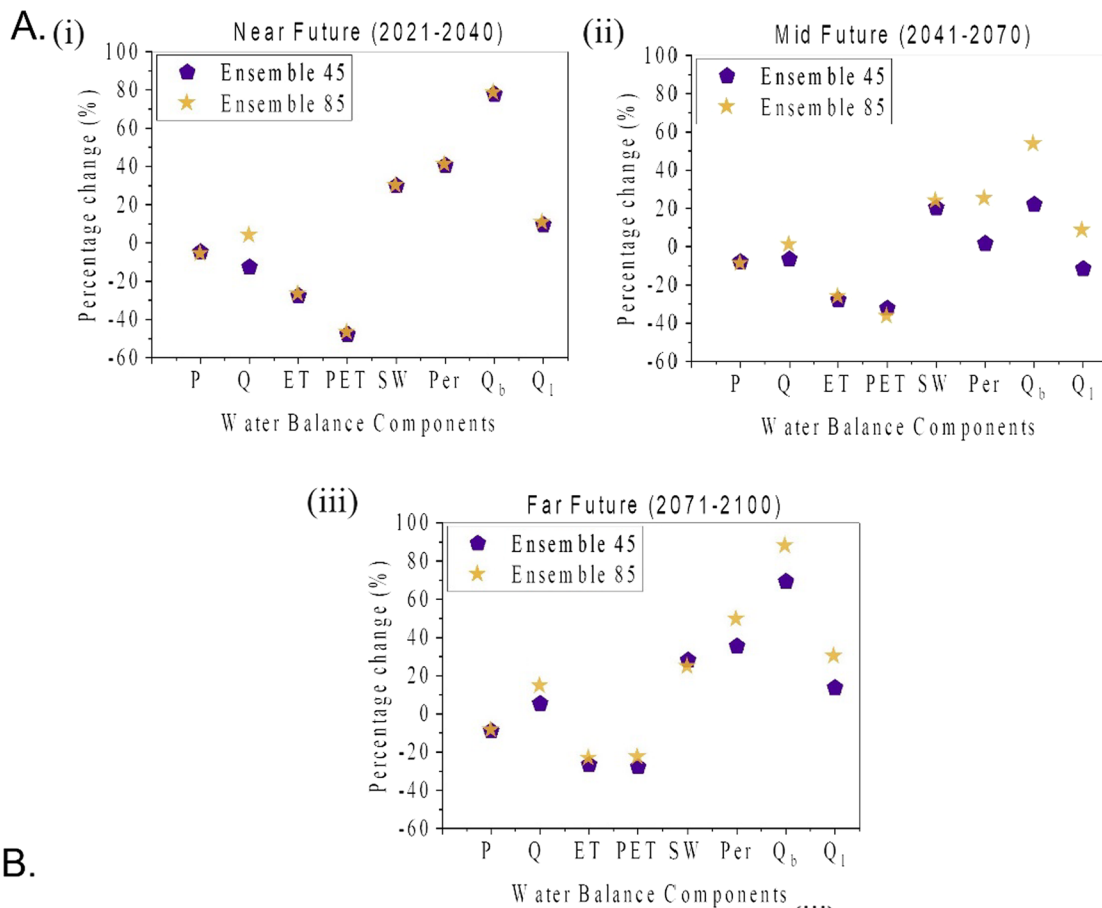 A.
(i)
Near Future (2021-2040)
Ensemble 45
Ensemble 85
Percentage change (%)
100
80
60
40
20
0
-20
-40
-60
P Q ET PET SW Per Qb Ql
Water Balance Components
(ii)
Mid Future (2041-2070)
Ensemble 45
Ensemble 85
Percentage change (%)
100
80
60
40
20
0
-20
-40
-60
P Q ET PET SW Per Qb Ql
Water Balance Components
(iii)
Far Future (2071-2100)
Ensemble 45
Ensemble 85
Percentage change (%)
100
80
60
40
20
0
-20
-40
-60
P Q ET PET SW Per Qb Ql
Water Balance Components
B.